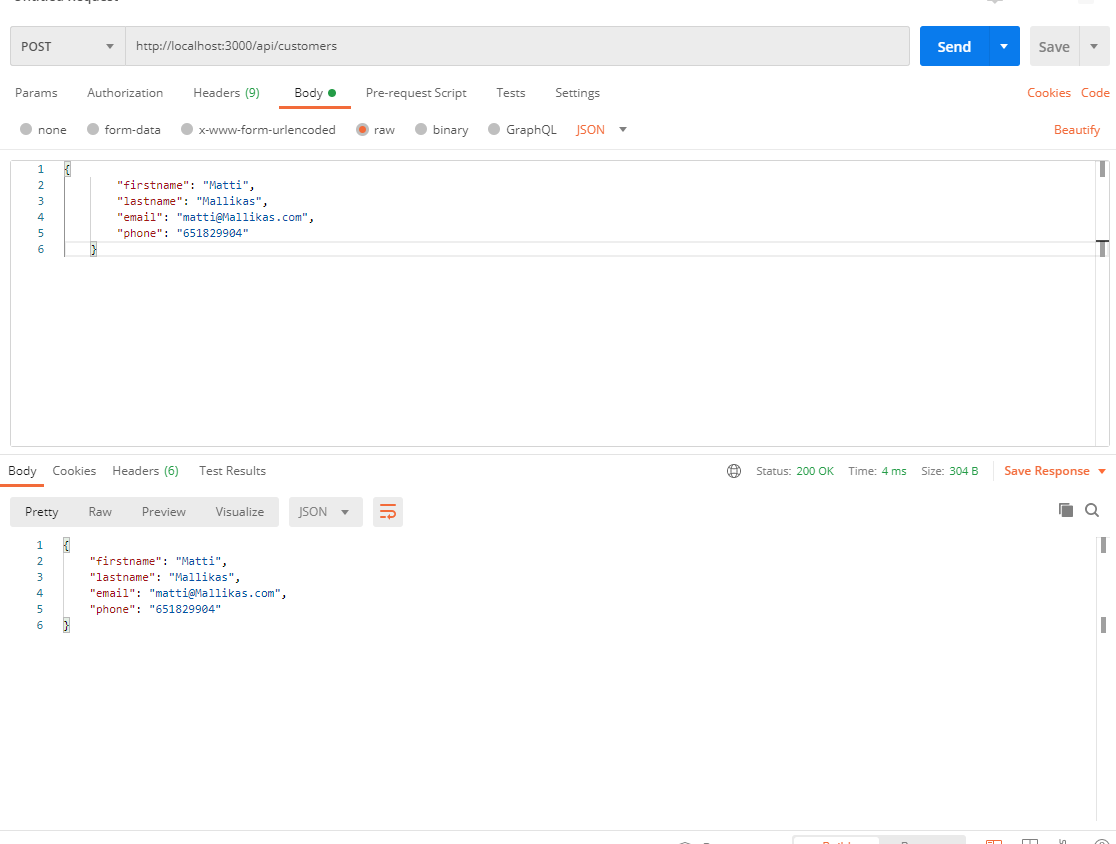 Untitled Request
POST http://localhost:3000/api/customers Send Save
Params Authorization Headers (9) Body Pre-request Script Tests Settings Cookies Code
none form-data x-www-form-urlencoded raw binary GraphQL JSON Beautify
1 {
2 "firstname": "Matti",
3 "lastname": "Mallikas",
4 "email": "matti@Mallikas.com",
5 "phone": "651829904"
6 }
Body Cookies Headers (6) Test Results Status: 200 OK Time: 4 ms Size: 304 B Save Response
Pretty Raw Preview Visualize JSON
1 {
2 "firstname": "Matti",
3 "lastname": "Mallikas",
4 "email": "matti@Mallikas.com",
5 "phone": "651829904"
6 }